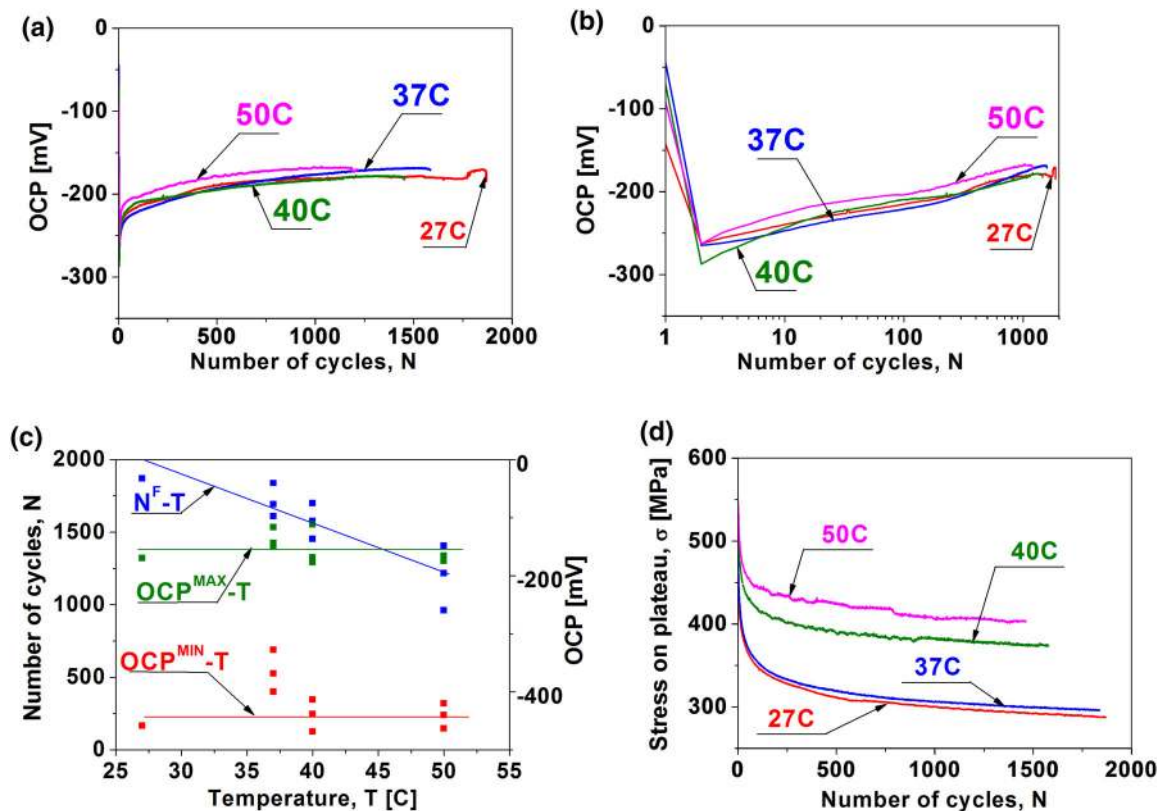 (a)
0
-100
-200
-300
OCP [mV]
50C
37C
40C
27C
0 500 1000 1500 2000
Number of cycles, N
(b)
0
-100
-200
-300
OCP [mV]
37C
50C
40C
27C
1 10 100 1000
Number of cycles, N
(c)
2000
1500
1000
500
0
Number of cycles, N
N^F-T
OCP^MAX-T
OCP^MIN-T
0
-200
-400
OCP [mV]
25 30 35 40 45 50 55
Temperature, T [C]
(d)
600
500
400
300
Stress on plateau, σ [MPa]
50C
40C
37C
27C
0 500 1000 1500 2000
Number of cycles, N